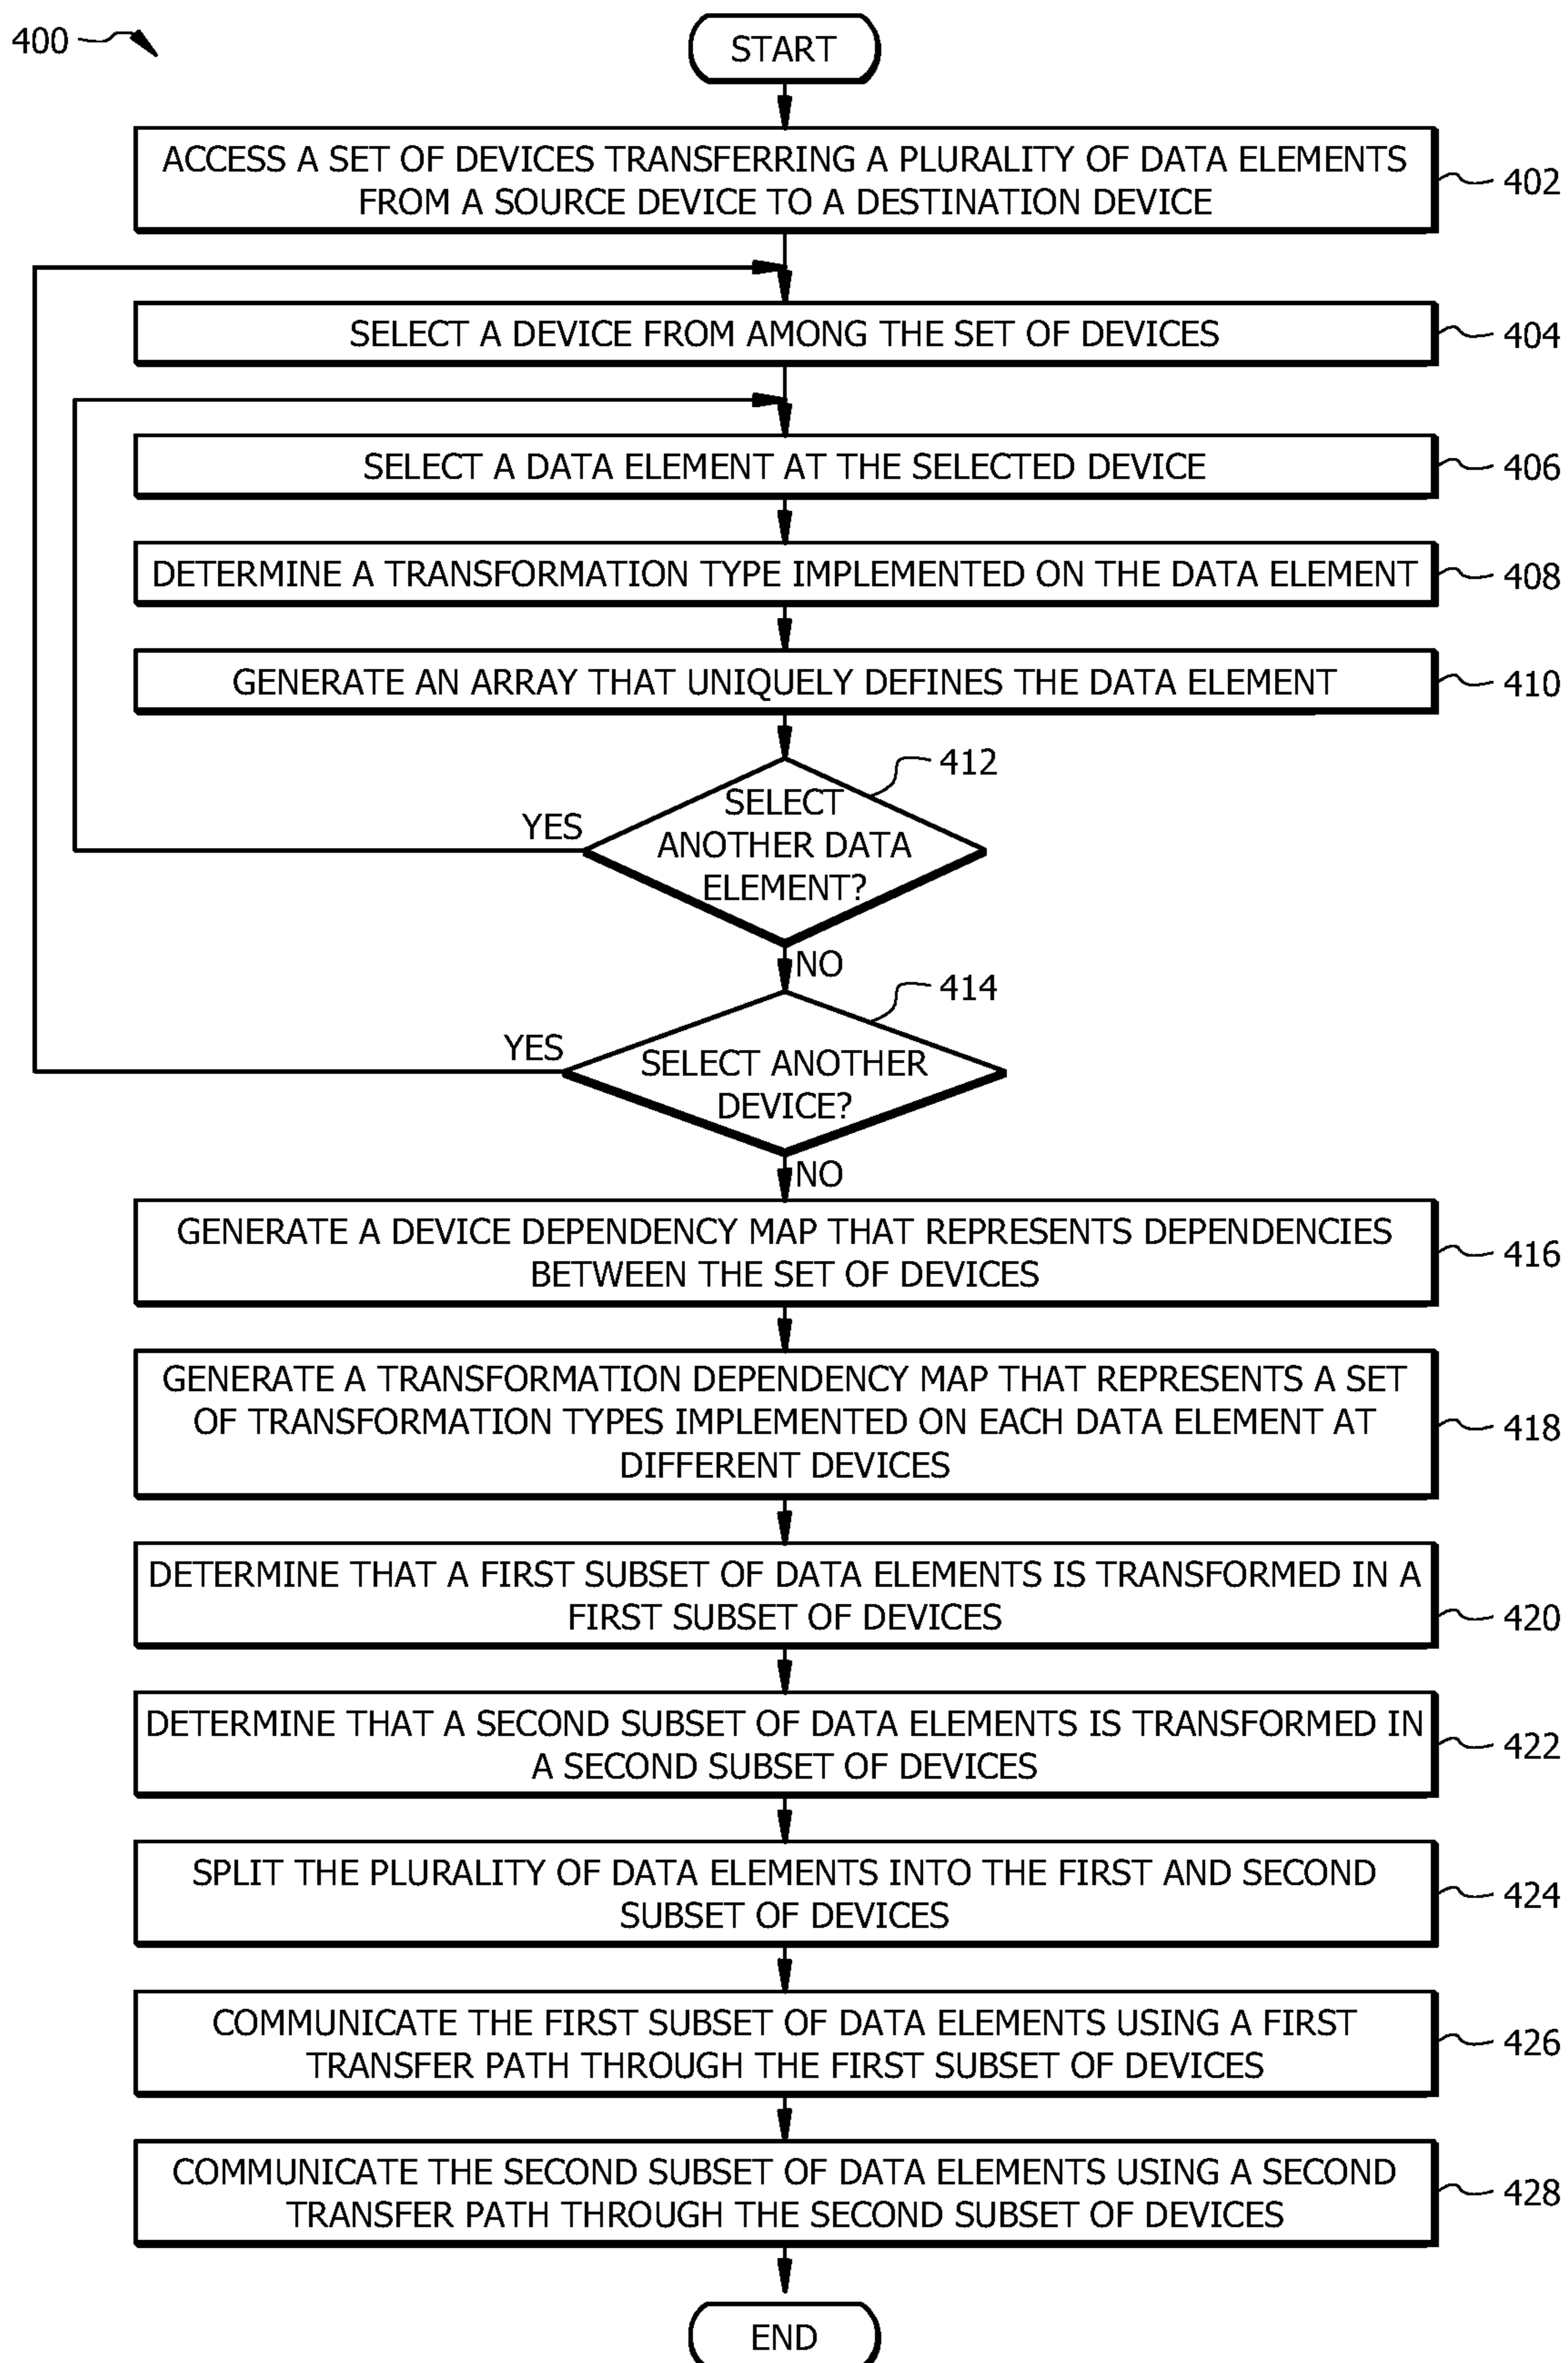 400
START
ACCESS A SET OF DEVICES TRANSFERRING A PLURALITY OF DATA ELEMENTS
FROM A SOURCE DEVICE TO A DESTINATION DEVICE
402
SELECT A DEVICE FROM AMONG THE SET OF DEVICES
404
SELECT A DATA ELEMENT AT THE SELECTED DEVICE
406
DETERMINE A TRANSFORMATION TYPE IMPLEMENTED ON THE DATA ELEMENT
408
GENERATE AN ARRAY THAT UNIQUELY DEFINES THE DATA ELEMENT
410
412
SELECT
ANOTHER DATA
ELEMENT?
YES
NO
414
SELECT ANOTHER
DEVICE?
YES
NO
GENERATE A DEVICE DEPENDENCY MAP THAT REPRESENTS DEPENDENCIES
BETWEEN THE SET OF DEVICES
416
GENERATE A TRANSFORMATION DEPENDENCY MAP THAT REPRESENTS A SET
OF TRANSFORMATION TYPES IMPLEMENTED ON EACH DATA ELEMENT AT
DIFFERENT DEVICES
418
DETERMINE THAT A FIRST SUBSET OF DATA ELEMENTS IS TRANSFORMED IN A
FIRST SUBSET OF DEVICES
420
DETERMINE THAT A SECOND SUBSET OF DATA ELEMENTS IS TRANSFORMED IN
A SECOND SUBSET OF DEVICES
422
SPLIT THE PLURALITY OF DATA ELEMENTS INTO THE FIRST AND SECOND
SUBSET OF DEVICES
424
COMMUNICATE THE FIRST SUBSET OF DATA ELEMENTS USING A FIRST
TRANSFER PATH THROUGH THE FIRST SUBSET OF DEVICES
426
COMMUNICATE THE SECOND SUBSET OF DATA ELEMENTS USING A SECOND
TRANSFER PATH THROUGH THE SECOND SUBSET OF DEVICES
428
END